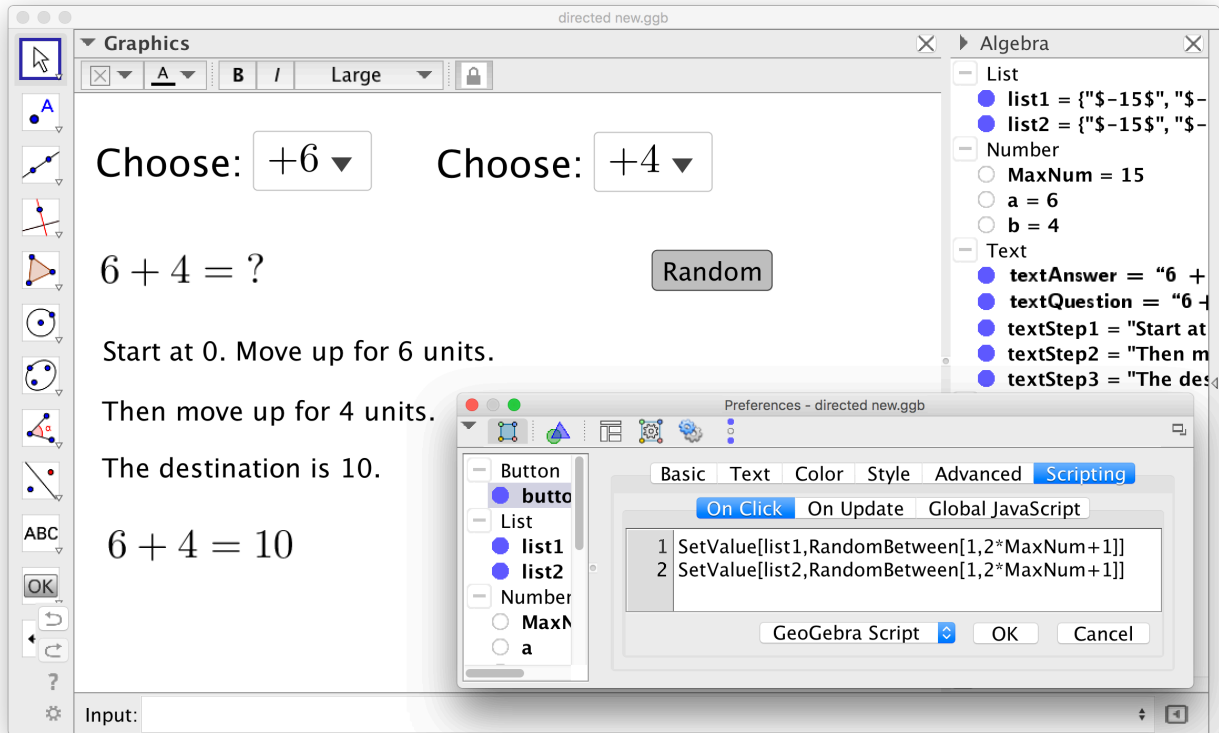 directed new.ggb
Graphics
Algebra
A B I Large
List
list1 = {"$-15$", "$-
list2 = {"$-15$", "$-
Number
MaxNum = 15
a = 6
b = 4
Text
textAnswer = “6 +
textQuestion = “6 +
textStep1 = "Start at
textStep2 = "Then m
textStep3 = "The des
A
α
ABC
OK
?
Choose: +6 ▼ Choose: +4 ▼
6 + 4 = ?
Random
Start at 0. Move up for 6 units.
Then move up for 4 units.
The destination is 10.
6 + 4 = 10
Preferences - directed new.ggb
Button
butto
List
list1
list2
Number
MaxN
a
Basic Text Color Style Advanced Scripting
On Click On Update Global JavaScript
1 SetValue[list1,RandomBetween[1,2*MaxNum+1]]
2 SetValue[list2,RandomBetween[1,2*MaxNum+1]]
GeoGebra Script OK Cancel
Input: